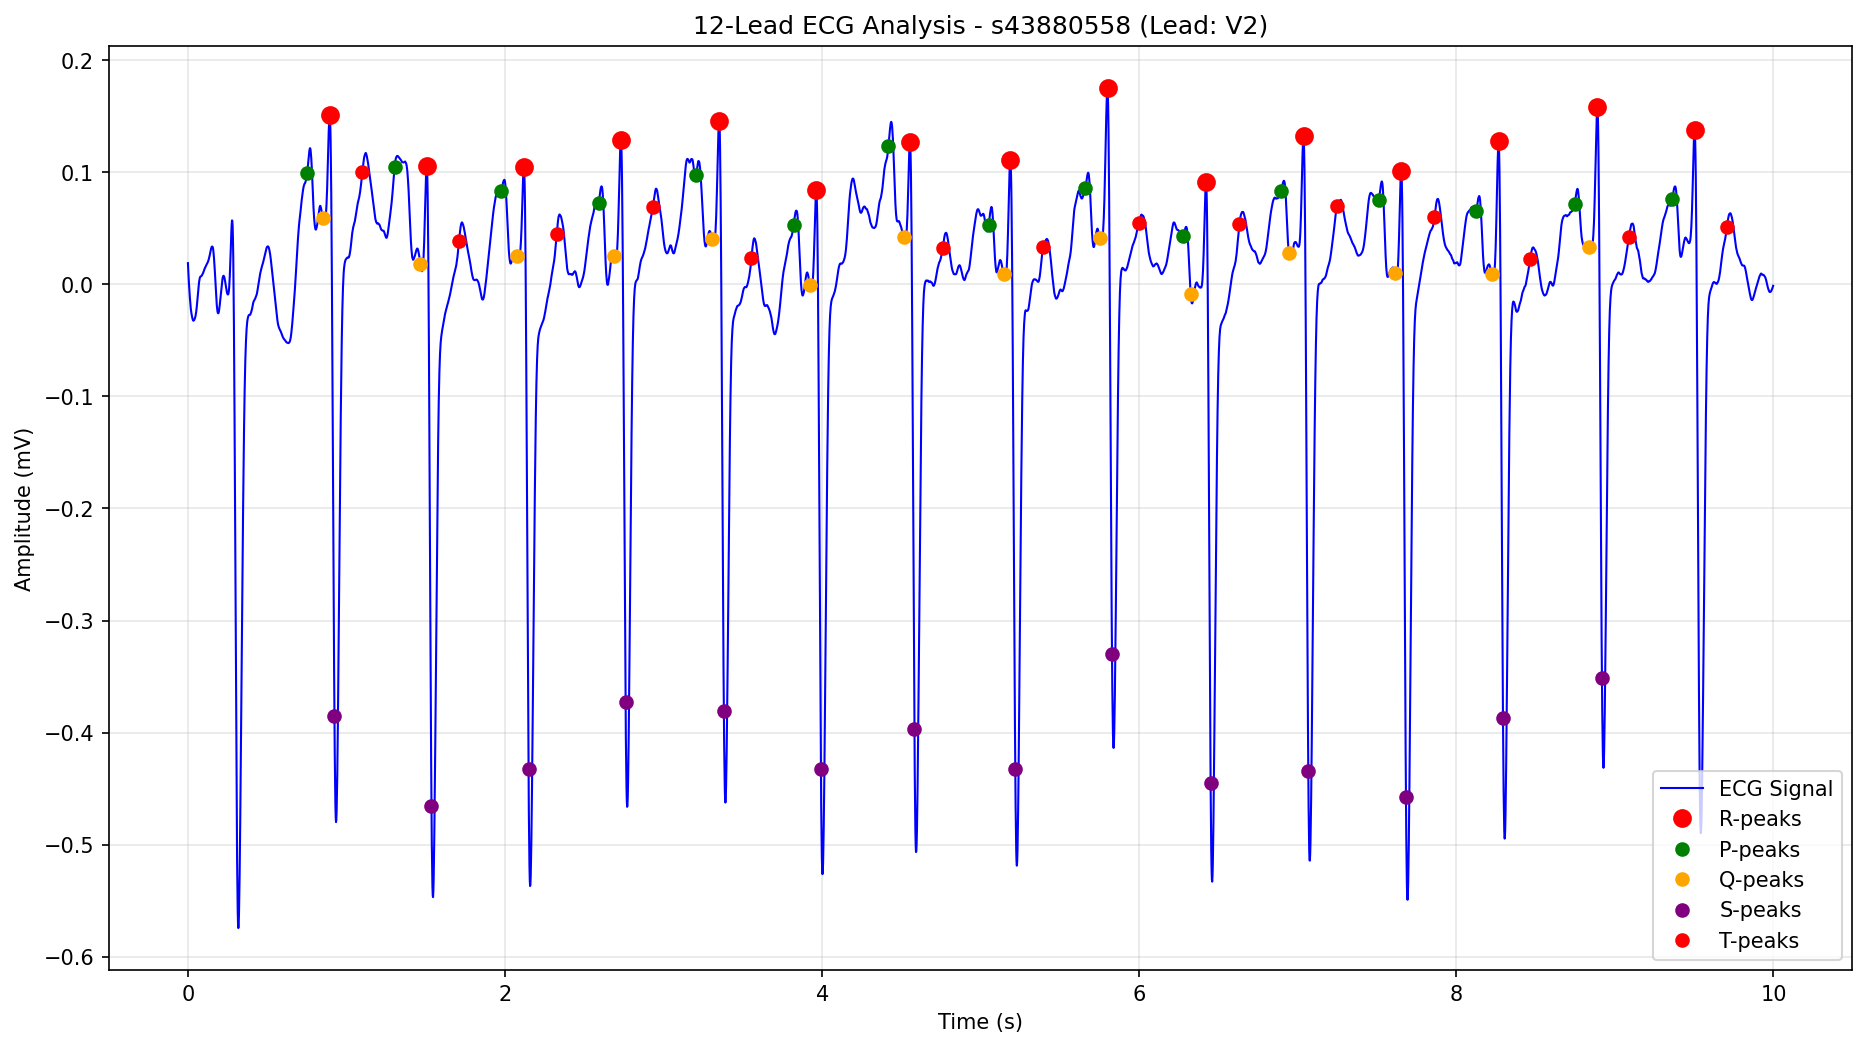 12-Lead ECG Analysis - s43880558 (Lead: V2)
Amplitude (mV)
0.2
0.1
0.0
−0.1
−0.2
−0.3
−0.4
−0.5
−0.6
ECG Signal
R-peaks
P-peaks
Q-peaks
S-peaks
T-peaks
0 2 4 6 8 10
Time (s)